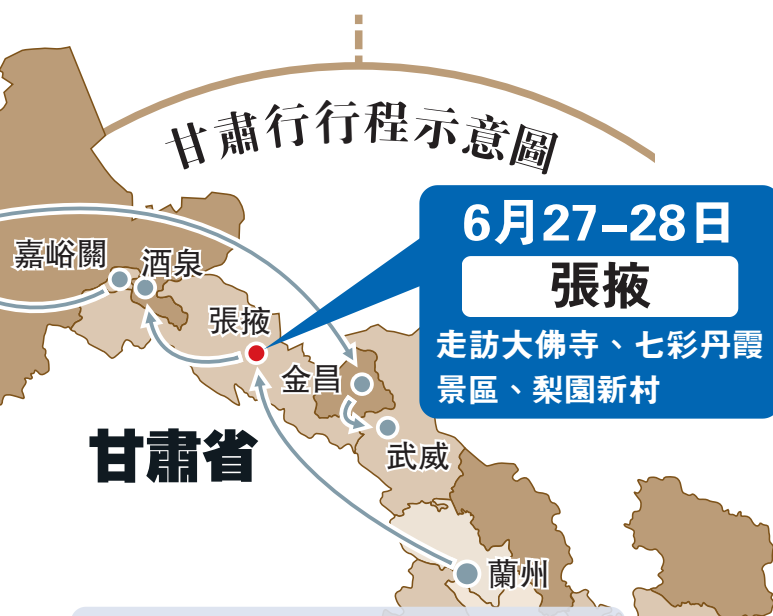 甘肅行行程示意圖
6月27–28日
張掖
走訪大佛寺、七彩丹霞
景區、梨園新村
嘉峪關
酒泉
張掖
金昌
武威
甘肅省
蘭州